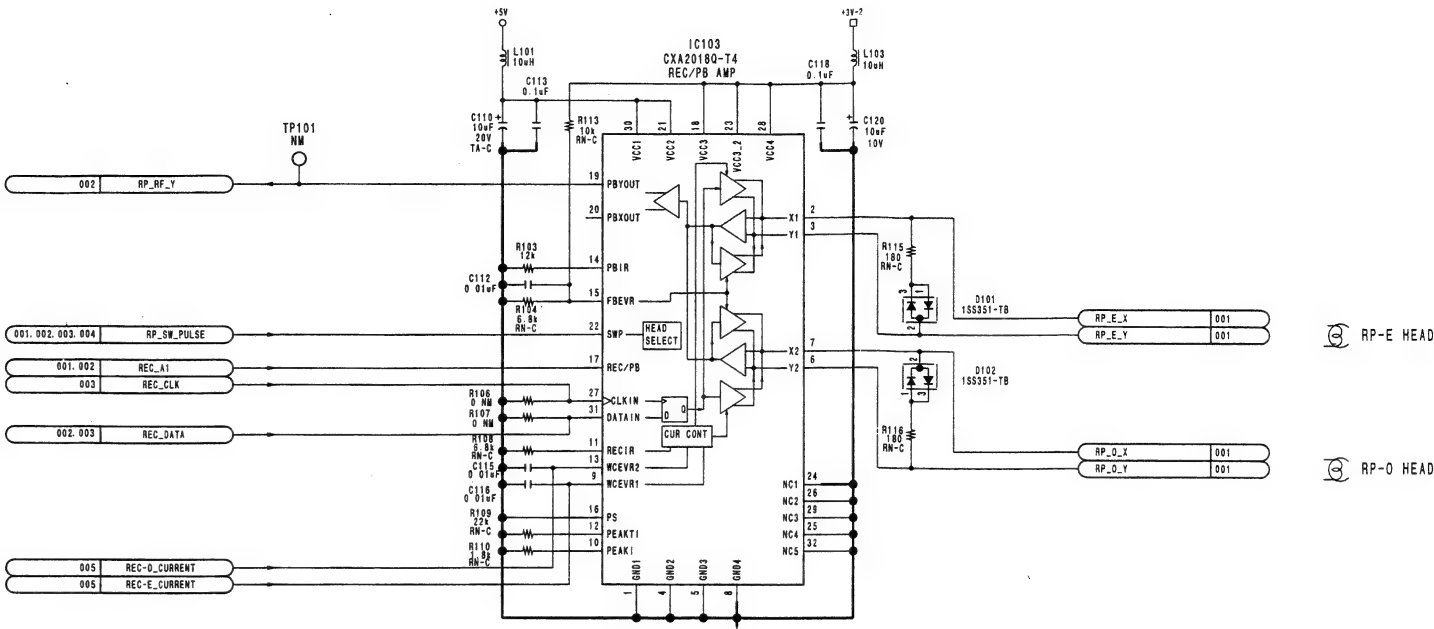 +5V
+3V-2
L101
10uH
IC103
CXA2018Q-T4
REC/PB AMP
L103
10uH
C113
0.1uF
C118
0.1uF
C110
10uF
20V
TA-C
+
R113
10k
RN-C
C120
10uF
10V
+
30
21
18
23
28
VCC1
VCC2
VCC3
VCC3_2
VCC4
TP101
NM
002 RP_RF_Y
19 PBYOUT
20 PBXOUT
X1 2
Y1 3
R103
12k
14 PBIR
C112
0 01uF
15 FBEVR
R104
6.8k
RN-C
R115
180
RN-C
3 1
2
D101
1SS351-TB
RP_E_X 001
RP_E_Y 001
RP-E HEAD
001.002.003.004 RP_SW_PULSE
22 SWP
HEAD
SELECT
001.002 REC_A1
17 REC/PB
003 REC_CLK
X2 7
Y2 6
2
1 3
D102
1SS351-TB
R106
0 NM
27 CLKIN
R107
0 NM
31 DATAIN
D Q
002.003 REC_DATA
CUR CONT
R108
6.8k
RN-C
11 RECIR
R116
180
RN-C
RP_O_X 001
RP_O_Y 001
RP-O HEAD
13 WCEVR2
C115
0 01uF
9 WCEVR1
C116
0 01uF
NC1 24
NC2 26
NC3 29
NC4 25
NC5 32
16 PS
R109
22k
RN-C
12 PEAKTI
R110
1.8k
RN-C
10 PEAKI
005 REC-O_CURRENT
005 REC-E_CURRENT
GND1
GND2
GND3
GND4
1
4
5
8